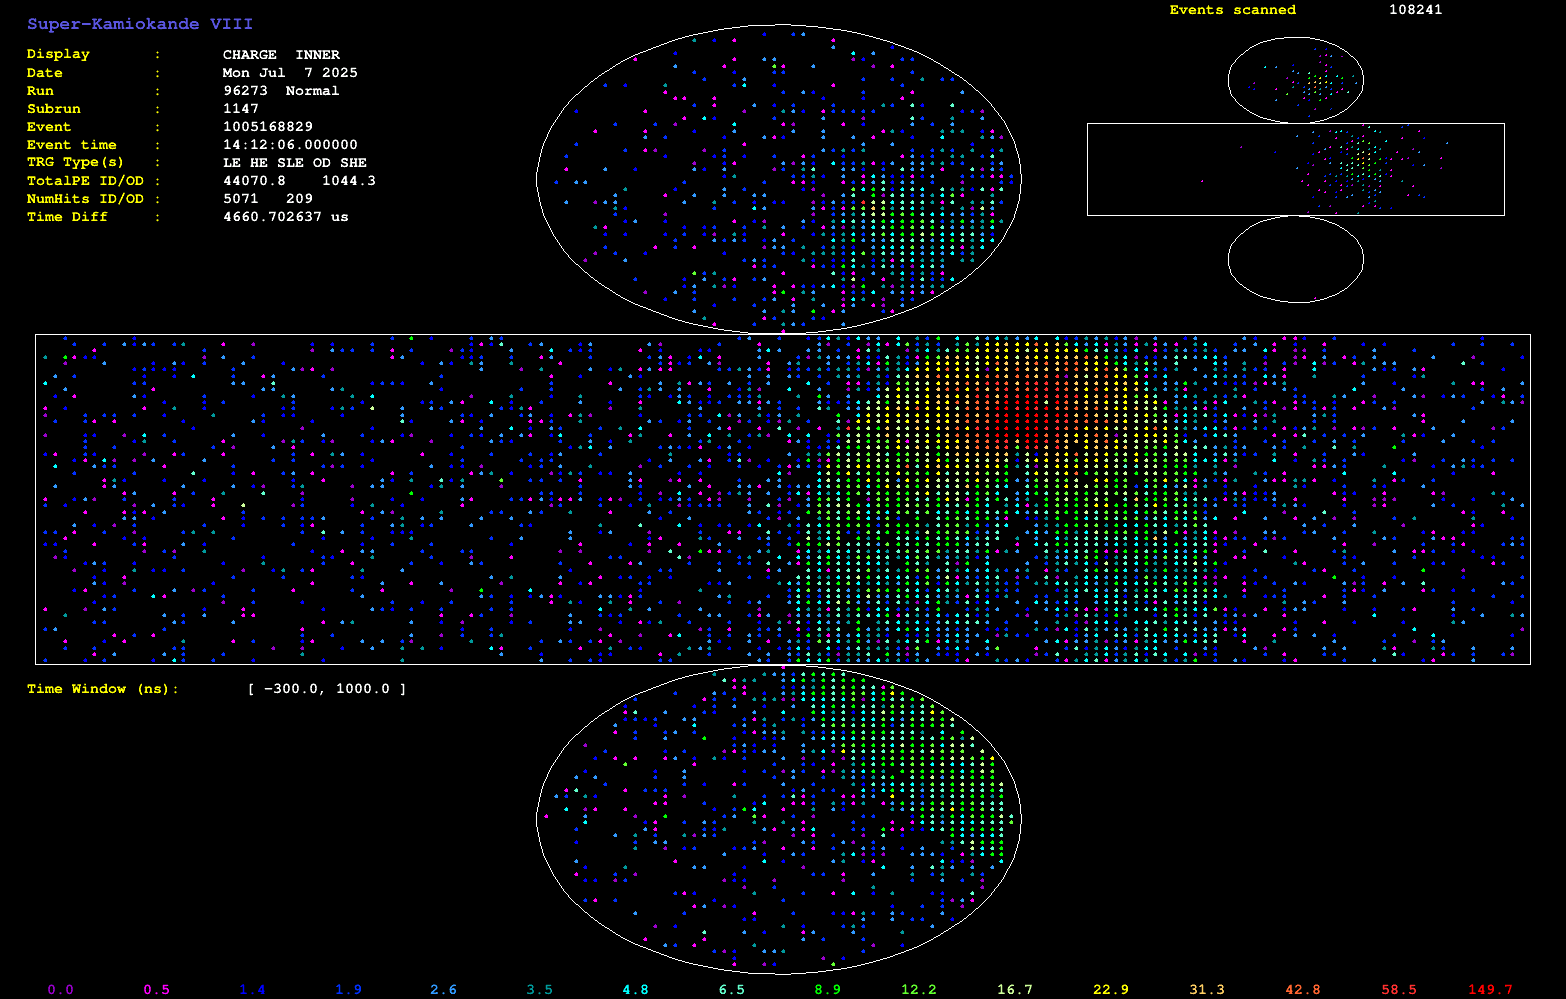 Super-Kamiokande VIII
Events scanned 108241
Display : CHARGE INNER
Date : Mon Jul 7 2025
Run : 96273 Normal
Subrun : 1147
Event : 1005168829
Event time : 14:12:06.000000
TRG Type(s) : LE HE SLE OD SHE
TotalPE ID/OD : 44070.8 1044.3
NumHits ID/OD : 5071 209
Time Diff : 4660.702637 us
Time Window (ns): [ -300.0, 1000.0 ]
0.0 0.5 1.4 1.9 2.6 3.5 4.8 6.5 8.9 12.2 16.7 22.9 31.3 42.8 58.5 149.7